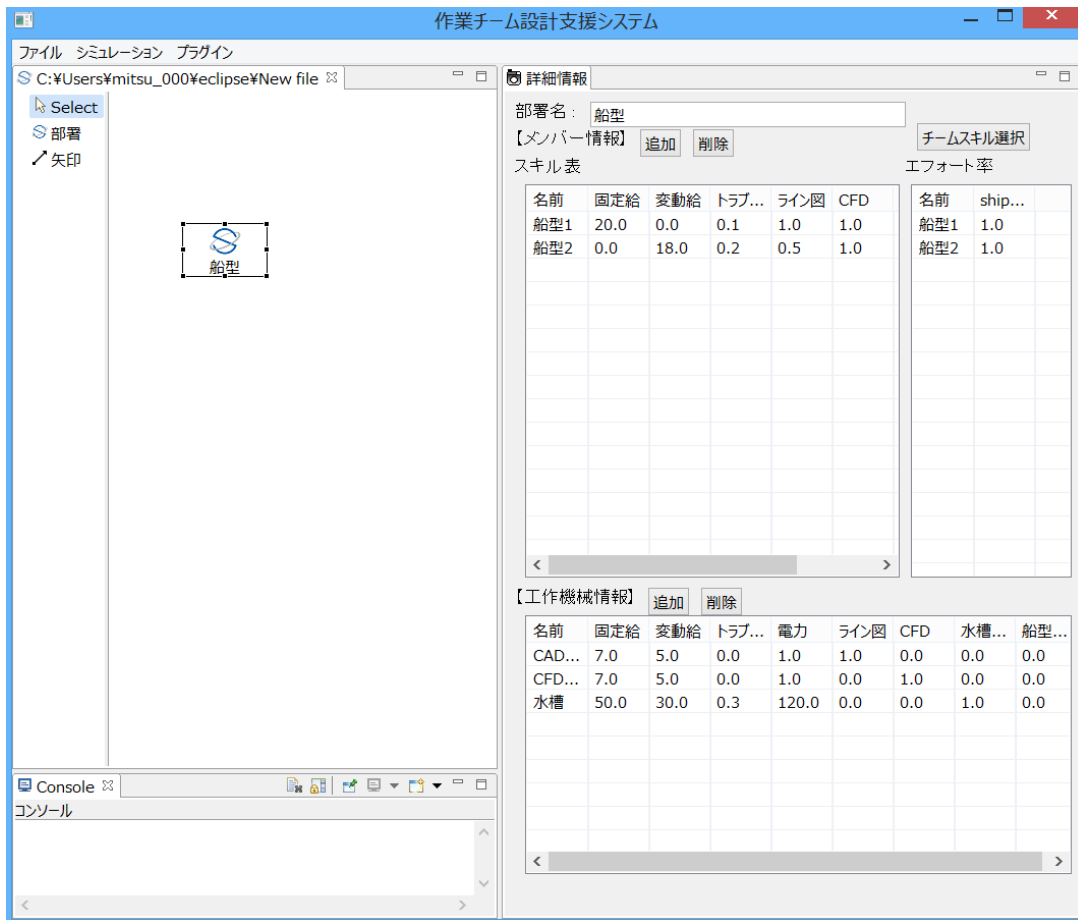 作業チーム設計支援システム
ファイル シミュレーション プラグイン
C:¥Users¥mitsu_000¥eclipse¥New file
Select
部署
矢印
船型
Console
コンソール
詳細情報
部署名: 船型
【メンバー情報】 追加 削除 チームスキル選択
スキル表 エフォート率
名前 固定給 変動給 トラブ... ライン図 CFD
船型1 20.0 0.0 0.1 1.0 1.0
船型2 0.0 18.0 0.2 0.5 1.0
名前 ship...
船型1 1.0
船型2 1.0
【工作機械情報】 追加 削除
名前 固定給 変動給 トラブ... 電力 ライン図 CFD 水槽... 船型...
CAD... 7.0 5.0 0.0 1.0 1.0 0.0 0.0 0.0
CFD... 7.0 5.0 0.0 1.0 0.0 1.0 0.0 0.0
水槽 50.0 30.0 0.3 120.0 0.0 0.0 1.0 0.0